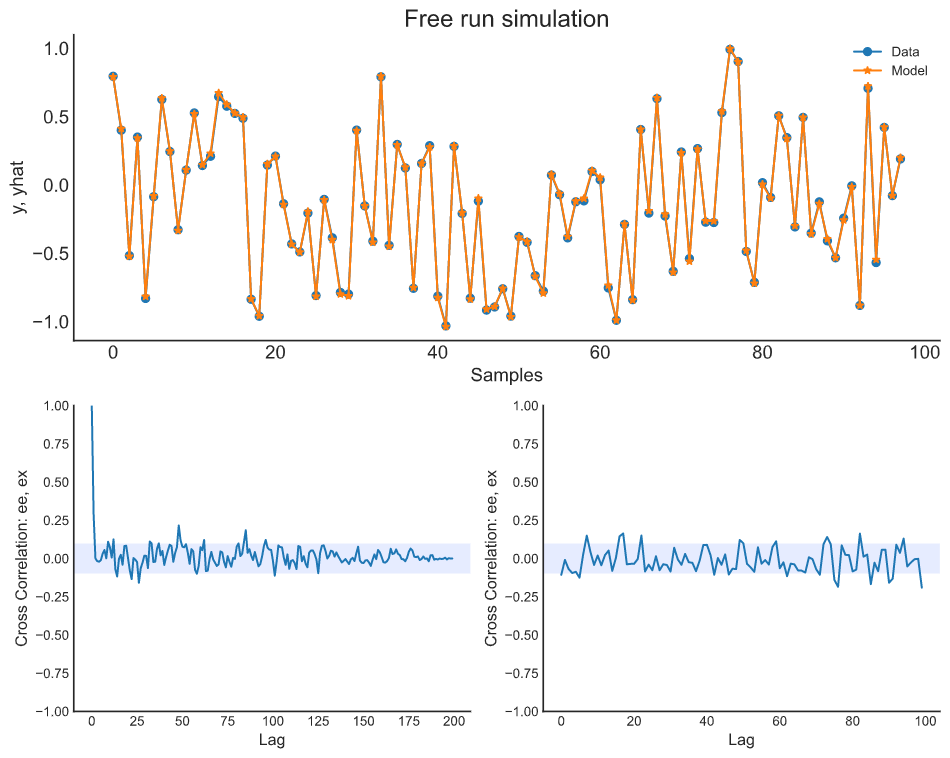 Free run simulation
y, yhat
1.0
0.5
0.0
−0.5
−1.0
Data
Model
0 20 40 60 80 100
Samples
Cross Correlation: ee, ex
1.00
0.75
0.50
0.25
0.00
−0.25
−0.50
−0.75
−1.00
0 25 50 75 100 125 150 175 200
Lag
Cross Correlation: ee, ex
1.00
0.75
0.50
0.25
0.00
−0.25
−0.50
−0.75
−1.00
0 20 40 60 80 100
Lag